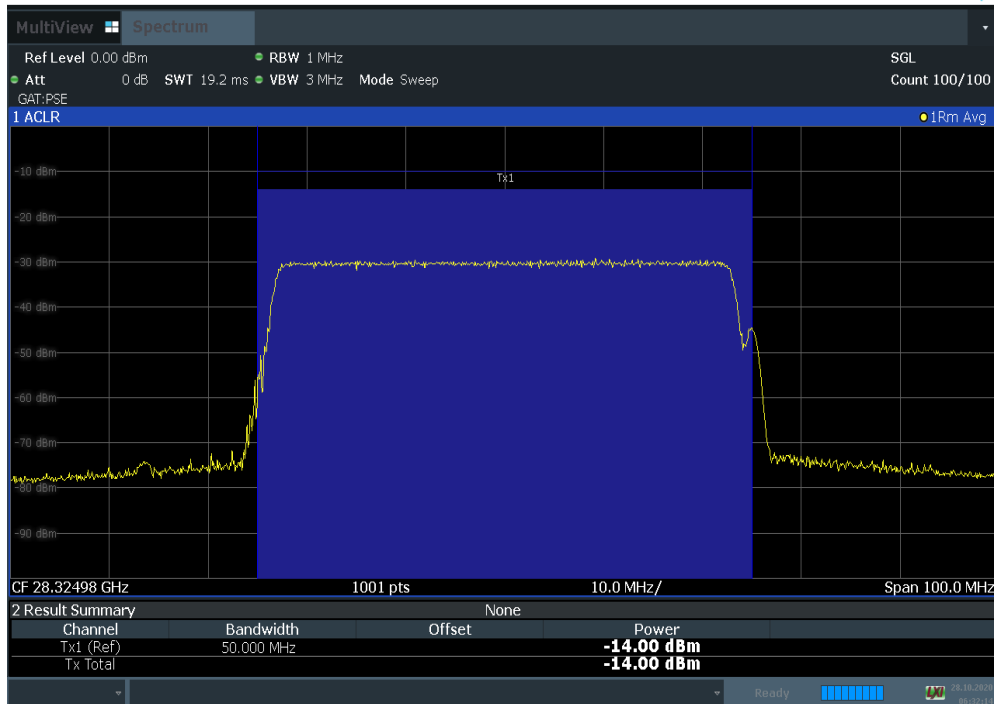 MultiView Spectrum
Ref Level 0.00 dBm RBW 1 MHz SGL
Att 0 dB SWT 19.2 ms VBW 3 MHz Mode Sweep Count 100/100
GAT:PSE
1 ACLR 1Rm Avg
-10 dBm
Tx1
-20 dBm
-30 dBm
-40 dBm
-50 dBm
-60 dBm
-70 dBm
-80 dBm
-90 dBm
CF 28.32498 GHz 1001 pts 10.0 MHz/ Span 100.0 MHz
2 Result Summary None
Channel Bandwidth Offset Power
Tx1 (Ref) 50.000 MHz -14.00 dBm
Tx Total -14.00 dBm
Ready LXI 28.10.2020